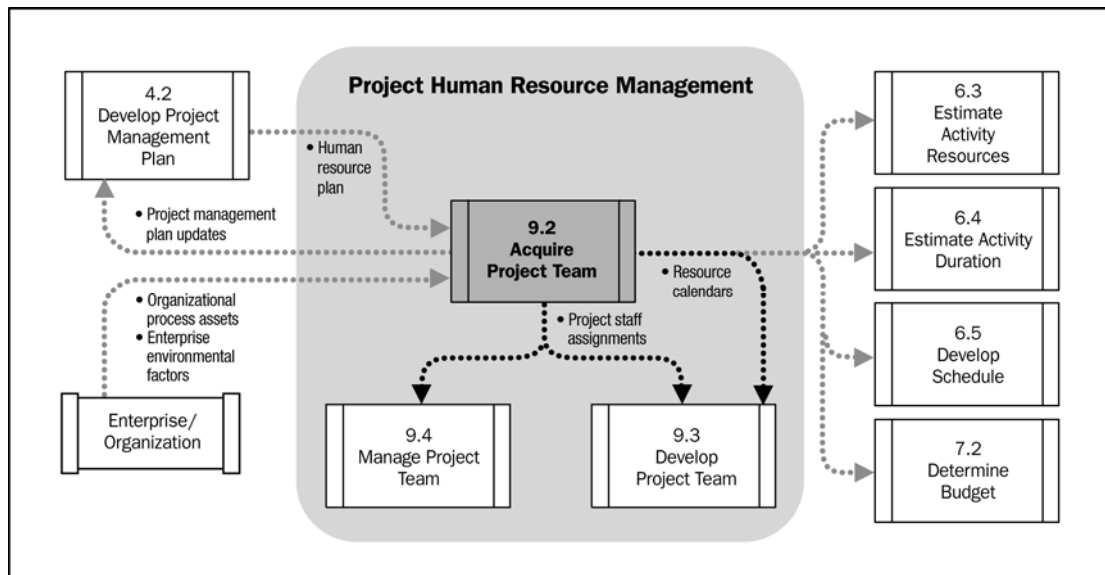 Project Human Resource Management
4.2
Develop Project
Management
Plan
• Human
resource
plan
• Project management
plan updates
9.2
Acquire
Project Team
• Resource
calendars
• Organizational
process assets
• Enterprise
environmental
factors
• Project staff
assignments
Enterprise/
Organization
9.4
Manage Project
Team
9.3
Develop
Project Team
6.3
Estimate
Activity
Resources
6.4
Estimate Activity
Duration
6.5
Develop
Schedule
7.2
Determine
Budget